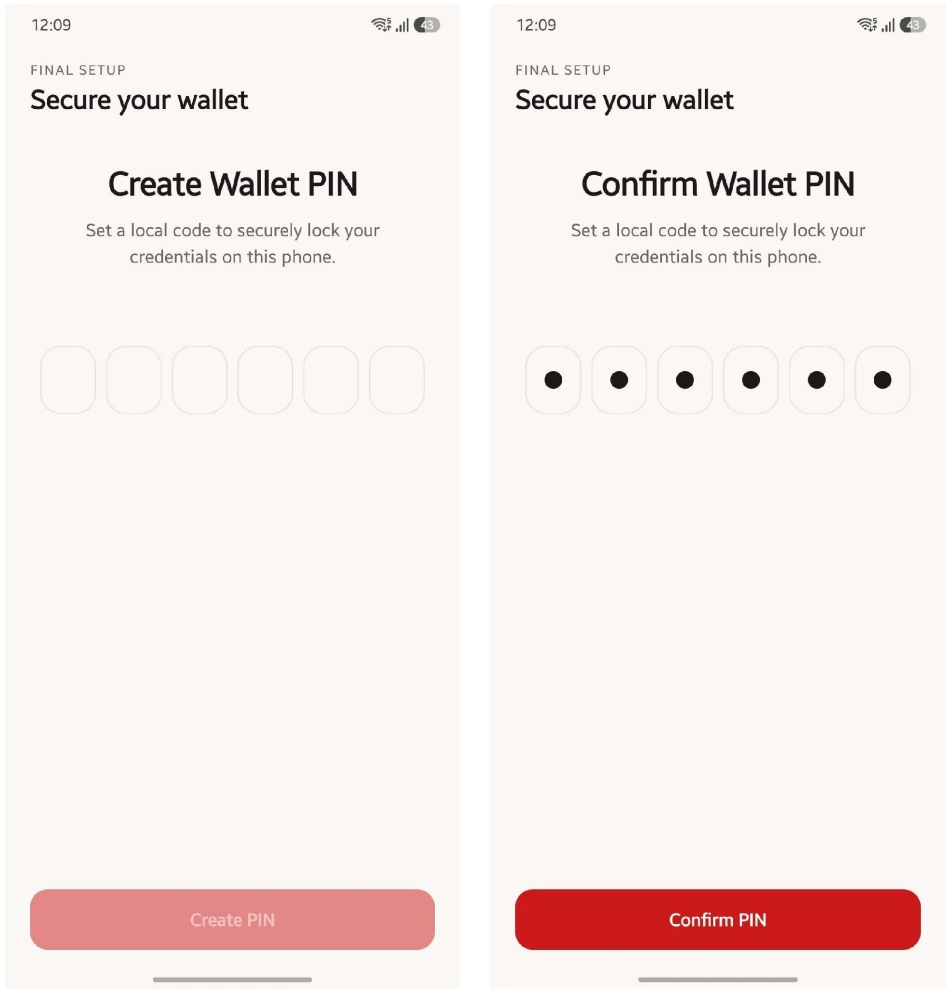 12:09
43
FINAL SETUP
Secure your wallet
Create Wallet PIN
Set a local code to securely lock your
credentials on this phone.
Create PIN
12:09
43
FINAL SETUP
Secure your wallet
Confirm Wallet PIN
Set a local code to securely lock your
credentials on this phone.
Confirm PIN